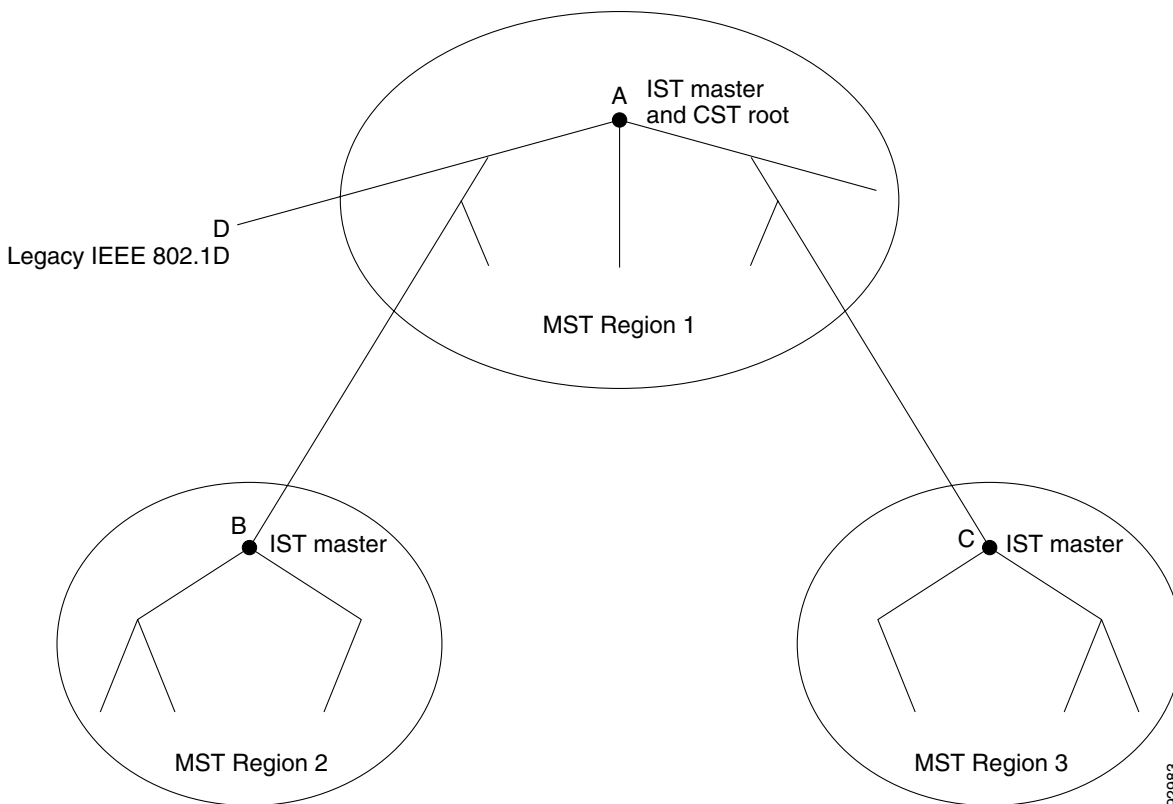 A
IST master
and CST root
D
Legacy IEEE 802.1D
MST Region 1
B
IST master
C
IST master
MST Region 2
MST Region 3